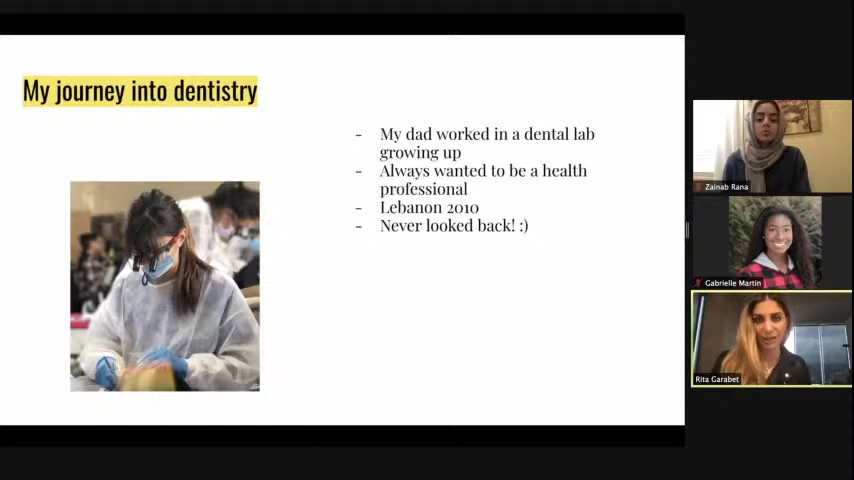 My journey into dentistry
- My dad worked in a dental lab
growing up
- Always wanted to be a health
professional
- Lebanon 2010
- Never looked back! :)
Zainab Rana
Gabrielle Martin
Rita Garabet